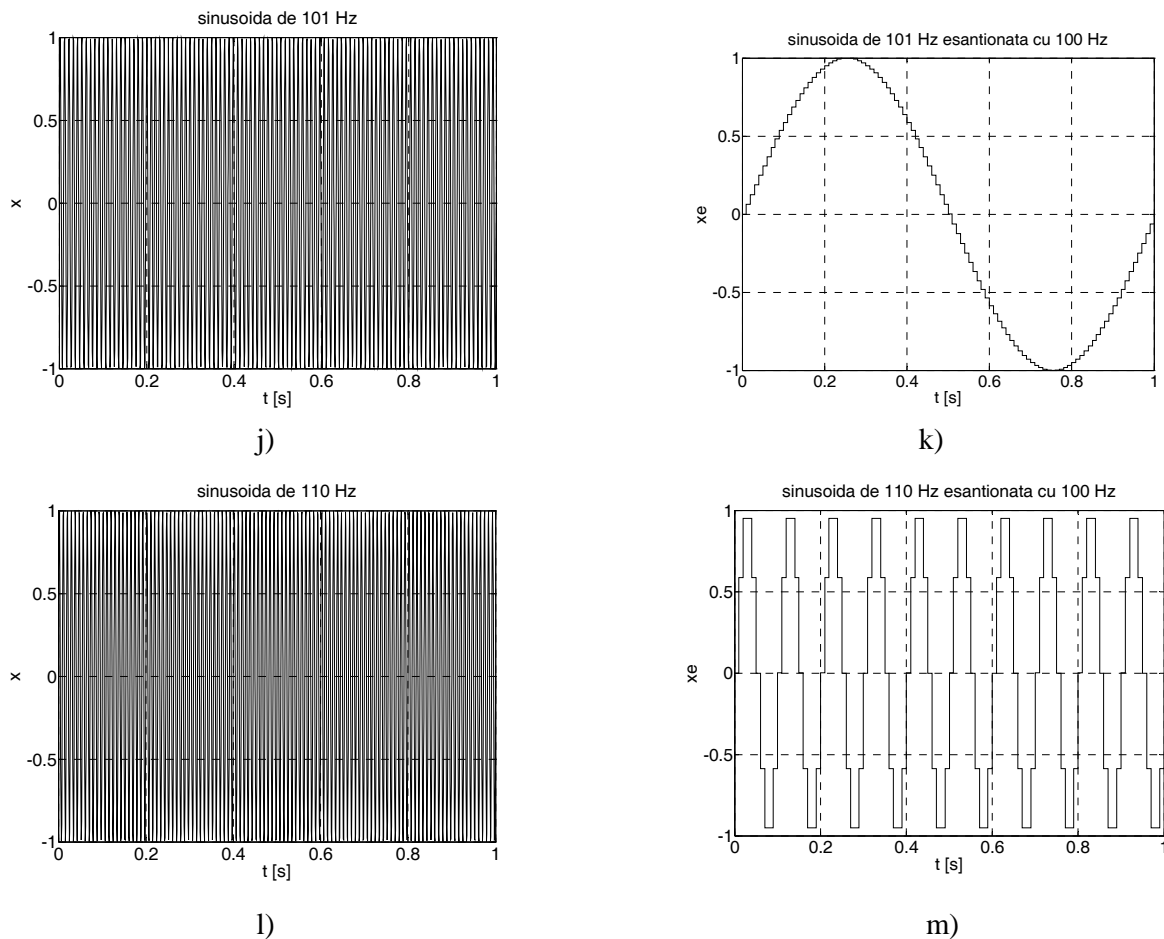 sinusoida de 101 Hz
1
0.5
0
-0.5
-1
x
0 0.2 0.4 0.6 0.8 1
t [s]
j)
sinusoida de 101 Hz esantionata cu 100 Hz
1
0.5
0
-0.5
-1
xe
0 0.2 0.4 0.6 0.8 1
t [s]
k)
sinusoida de 110 Hz
1
0.5
0
-0.5
-1
x
0 0.2 0.4 0.6 0.8 1
t [s]
l)
sinusoida de 110 Hz esantionata cu 100 Hz
1
0.5
0
-0.5
-1
xe
0 0.2 0.4 0.6 0.8 1
t [s]
m)